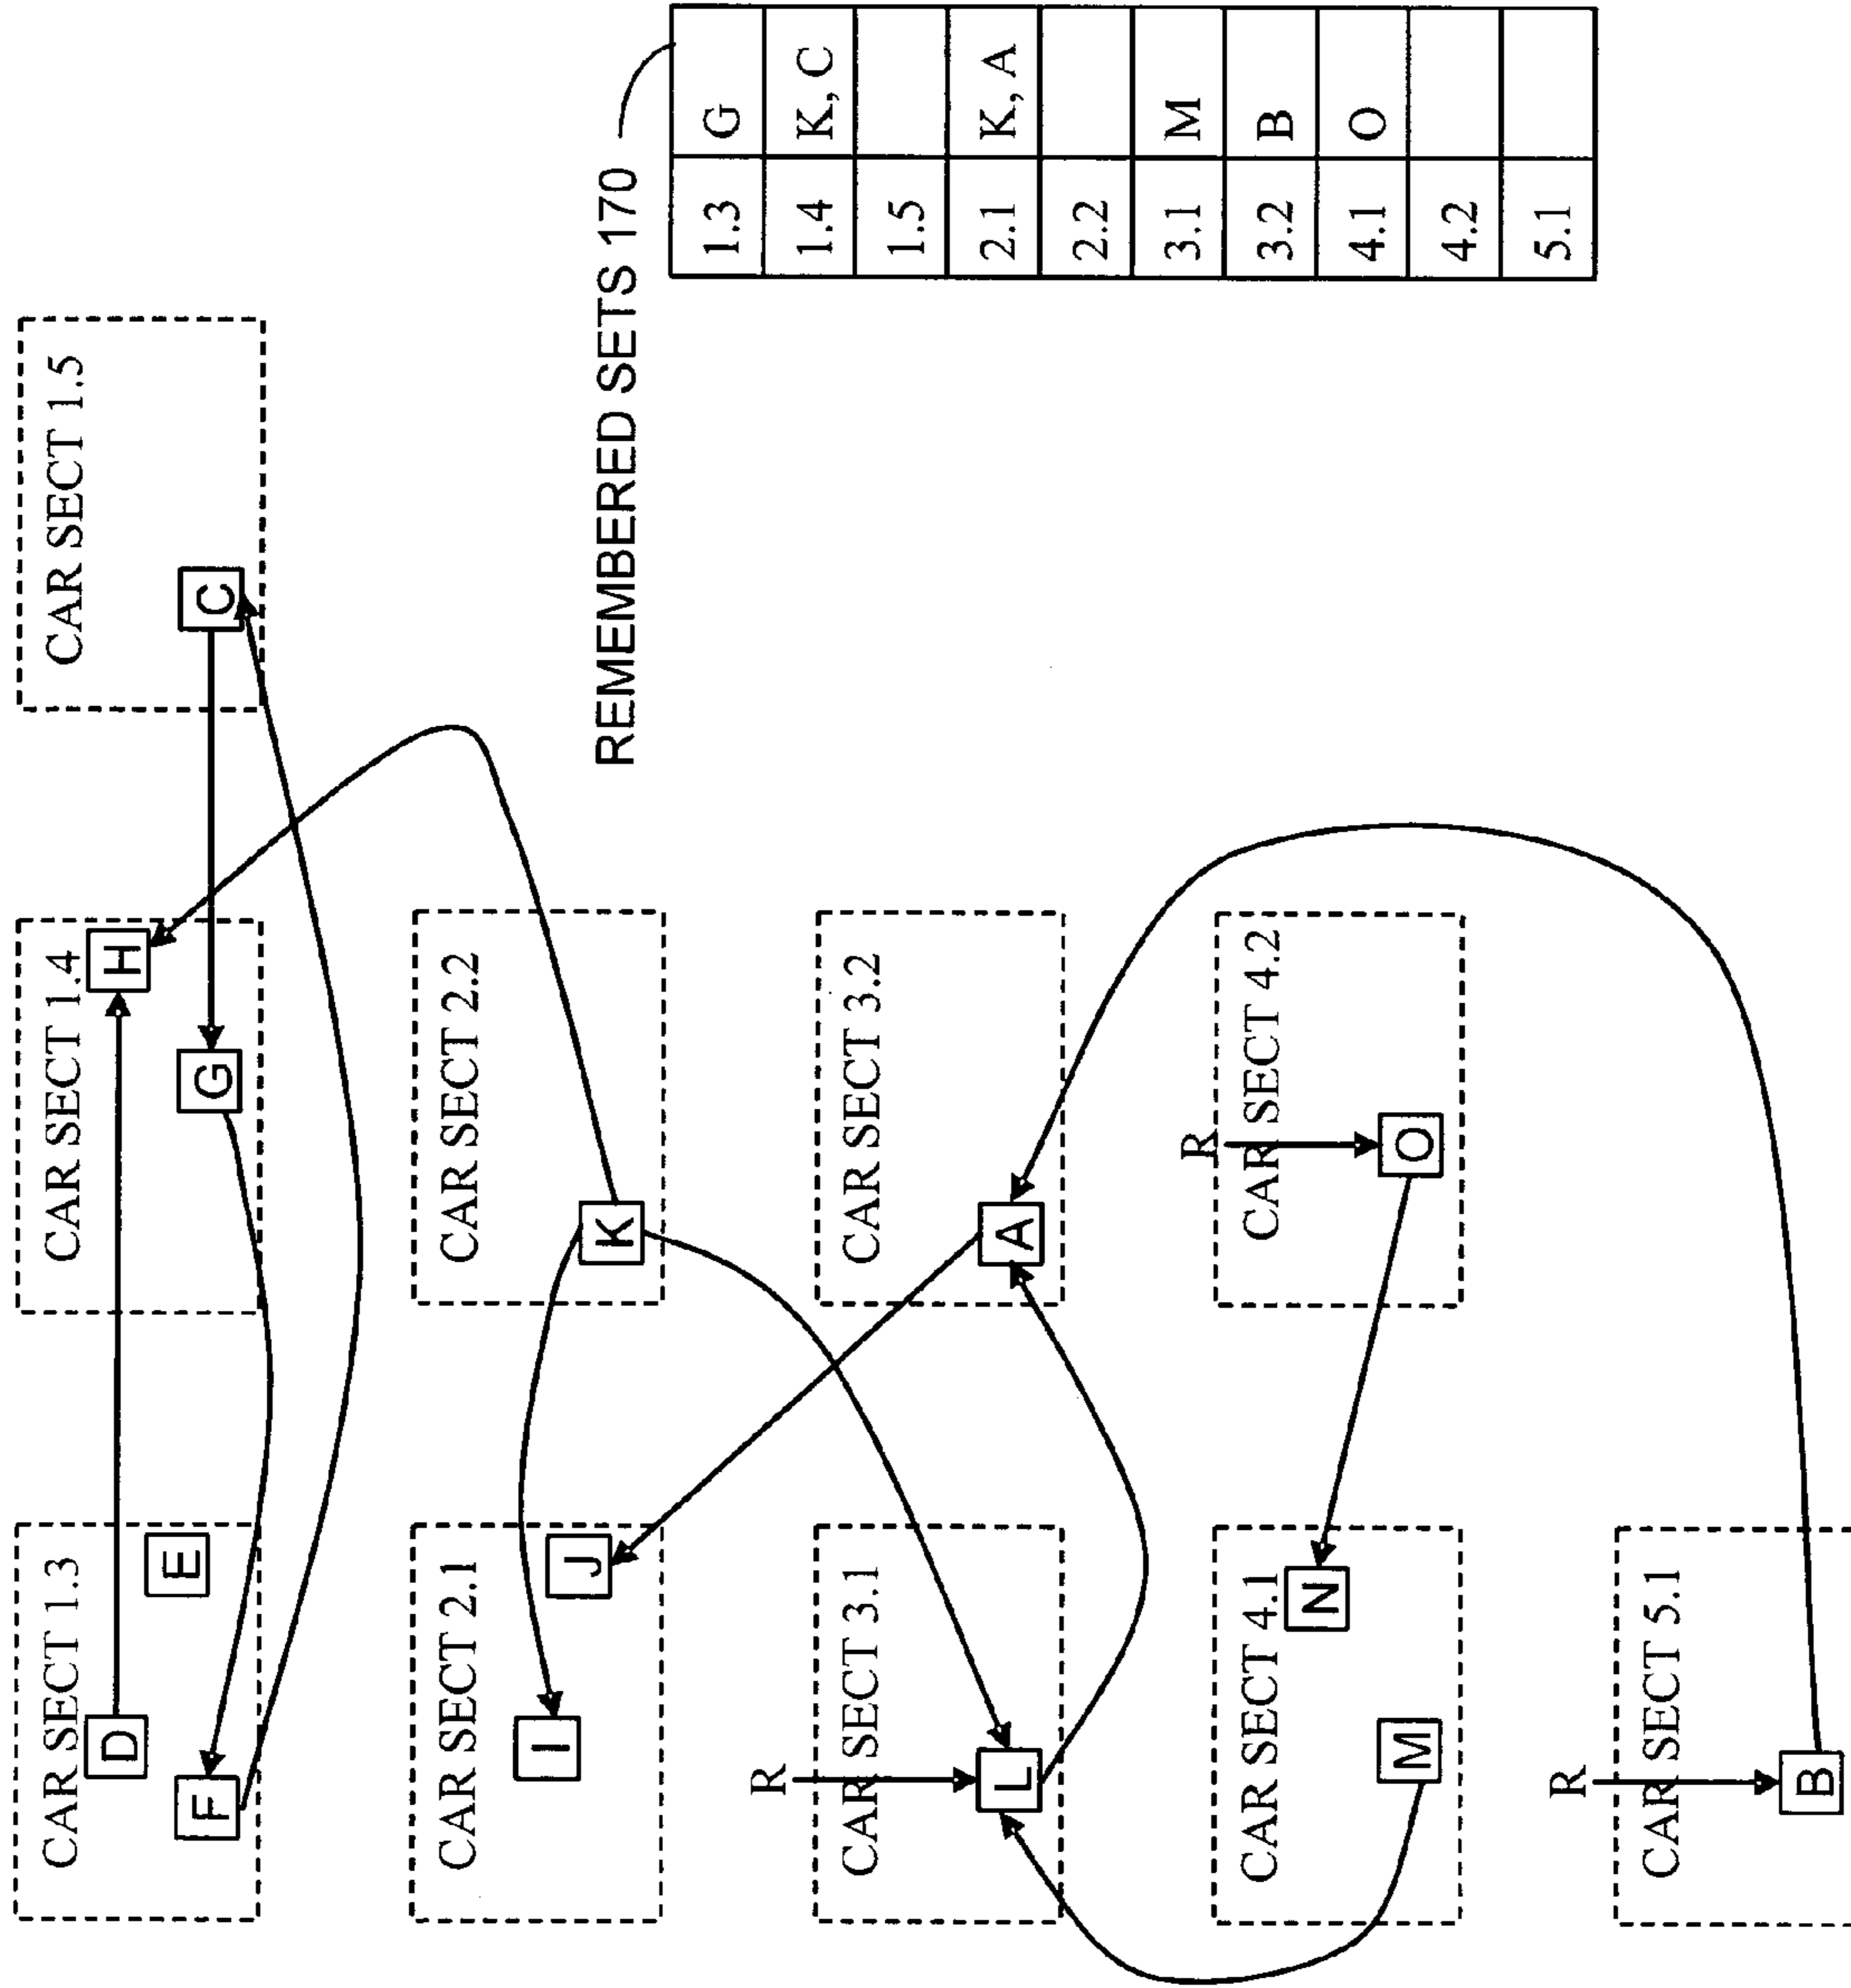 CAR SECT 1.3
D
E
F
CAR SECT 1.4
H
G
CAR SECT 1.5
C
CAR SECT 2.1
I
J
CAR SECT 2.2
K
R
CAR SECT 3.1
L
CAR SECT 3.2
A
CAR SECT 4.1
N
M
R
CAR SECT 4.2
O
R
CAR SECT 5.1
B
REMEMBERED SETS 170
1.3 G
1.4 K, C
1.5
2.1 K, A
2.2
3.1 M
3.2 B
4.1 O
4.2
5.1